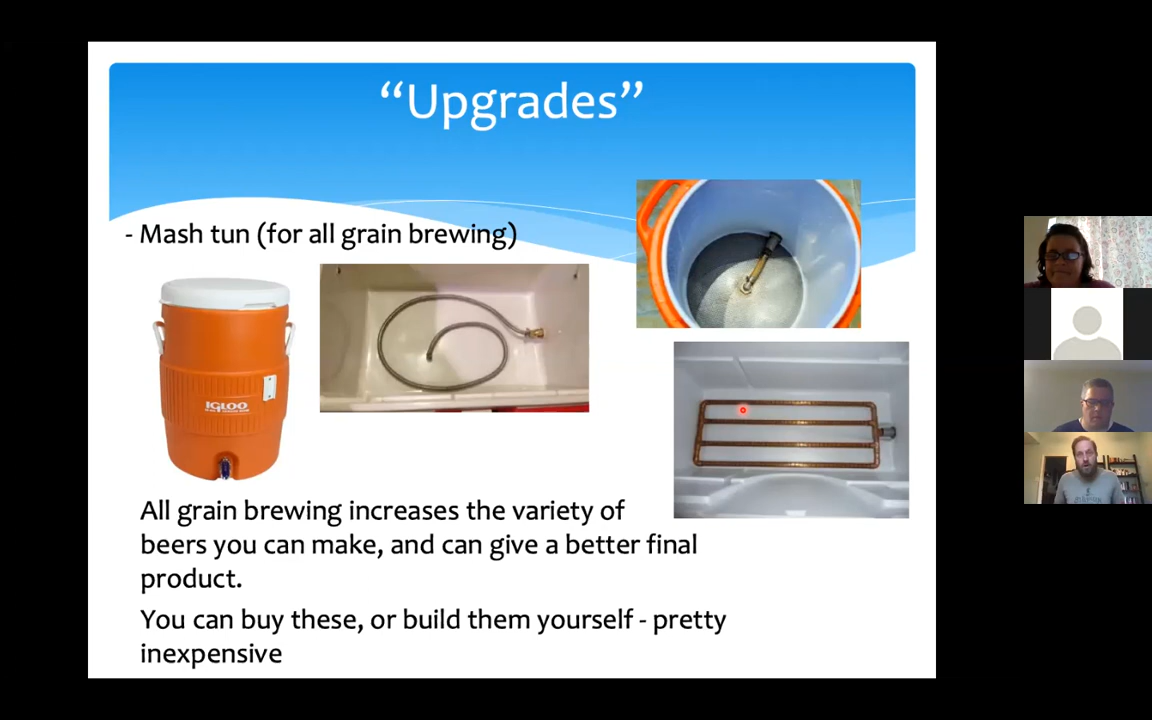 “Upgrades”
- Mash tun (for all grain brewing)
IGLOO
All grain brewing increases the variety of
beers you can make, and can give a better final
product.
You can buy these, or build them yourself - pretty
inexpensive